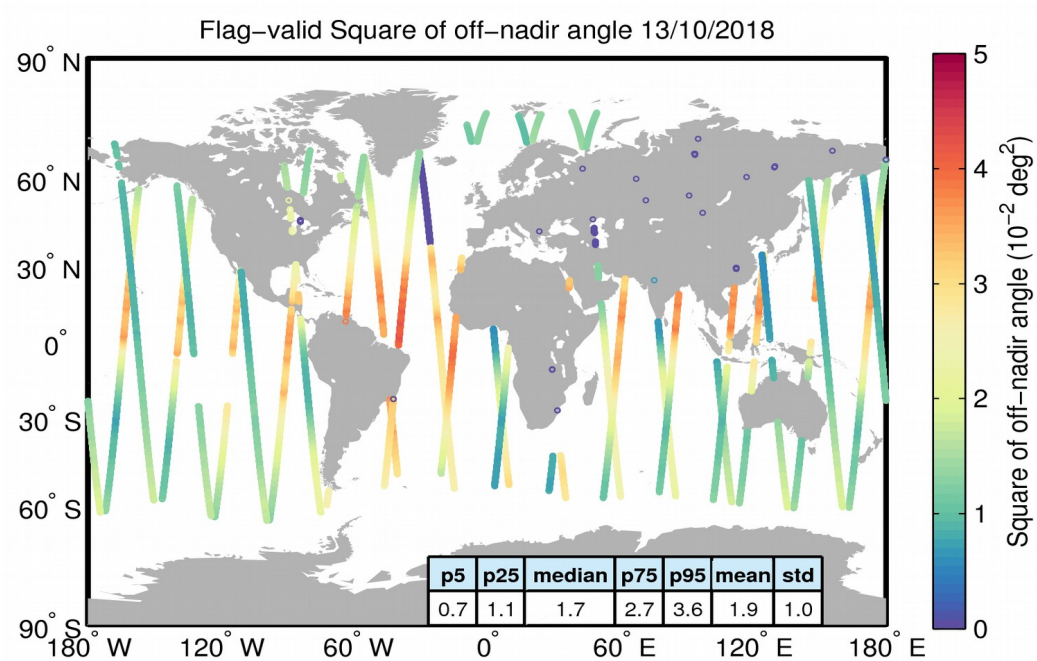 Flag−valid Square of off−nadir angle 13/10/2018
90° N
60° N
30° N
0°
30° S
60° S
90° S
180° W
120° W
60° W
0°
60° E
120° E
180° E
p5 p25 median p75 p95 mean std
0.7 1.1 1.7 2.7 3.6 1.9 1.0
5
4
3
2
1
0
Square of off−nadir angle (10⁻² deg²)